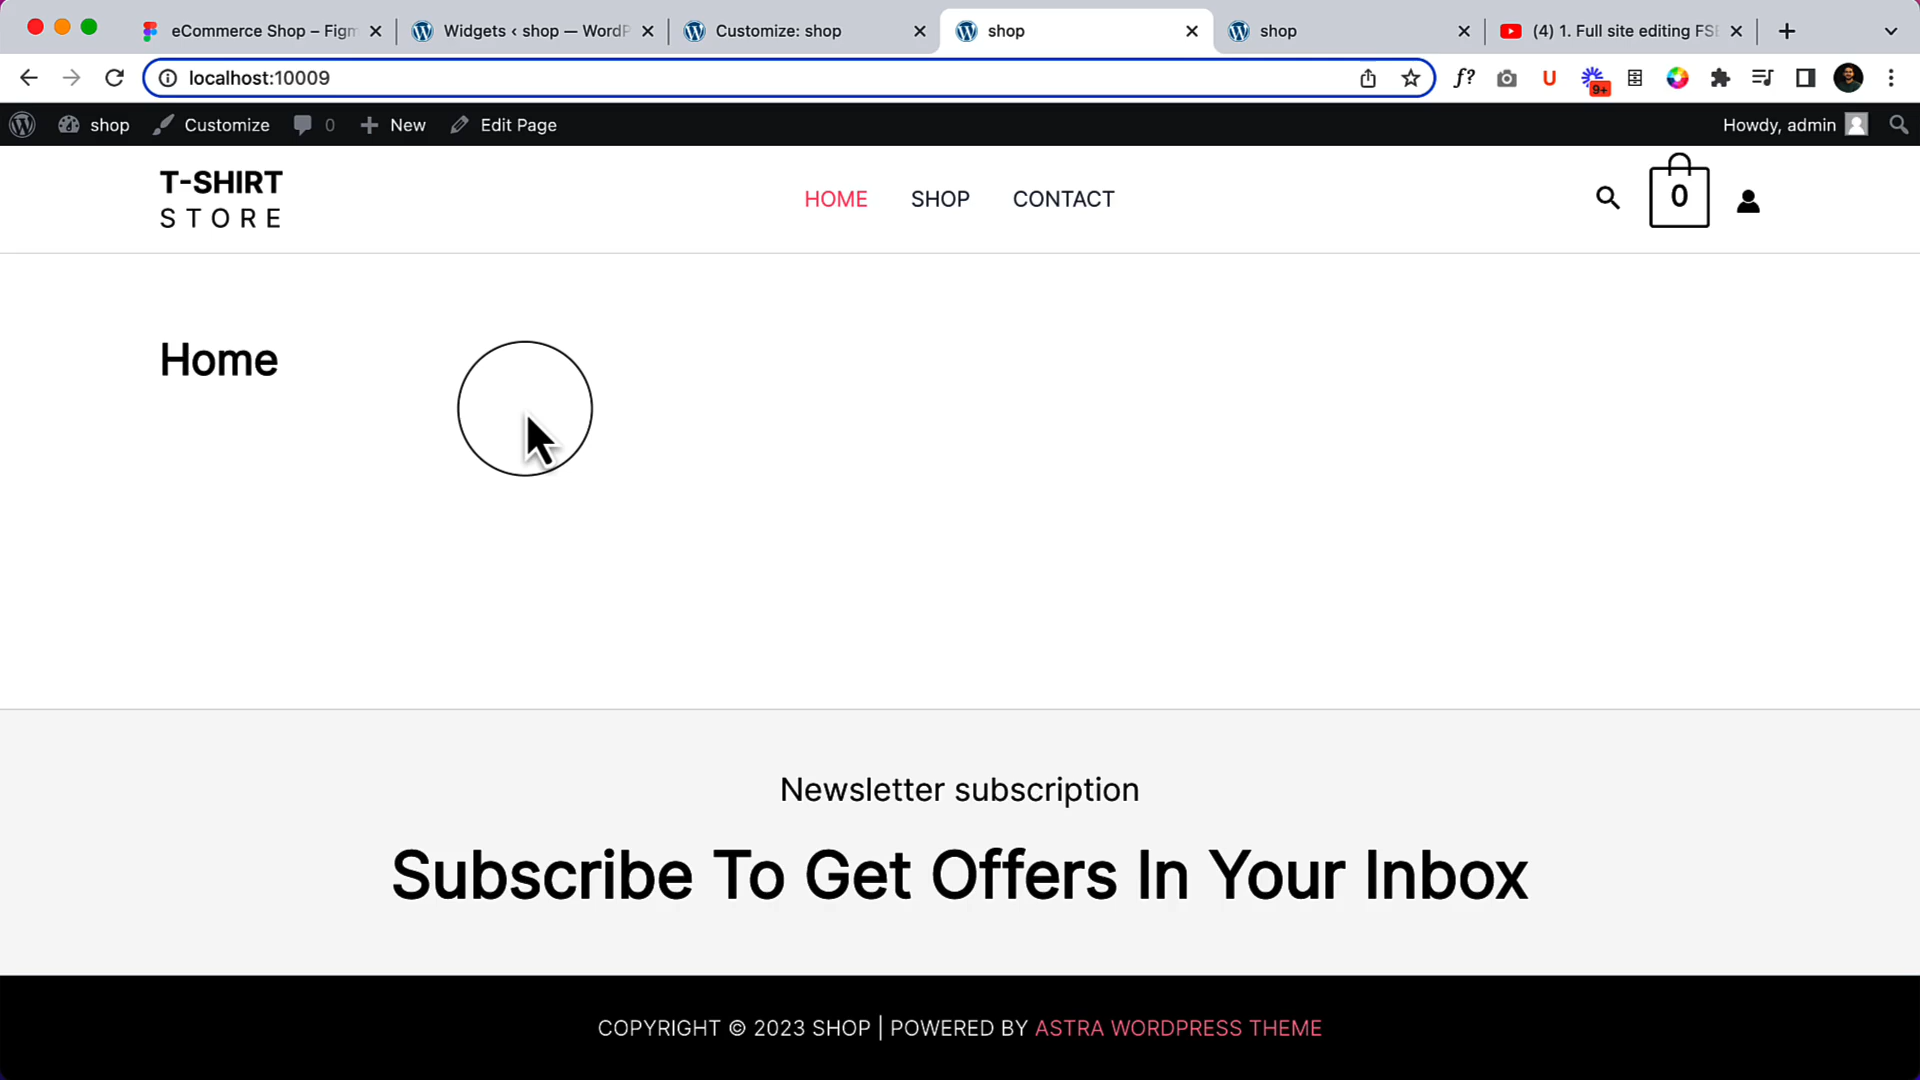 eCommerce Shop – Figm
Widgets ‹ shop — WordP
Customize: shop
shop
shop
(4) 1. Full site editing FSE
localhost:10009
f?
U
9+
shop
Customize
0
New
Edit Page
Howdy, admin
T-SHIRT
STORE
HOME
SHOP
CONTACT
0
Home
Newsletter subscription
Subscribe To Get Offers In Your Inbox
COPYRIGHT © 2023 SHOP | POWERED BY ASTRA WORDPRESS THEME